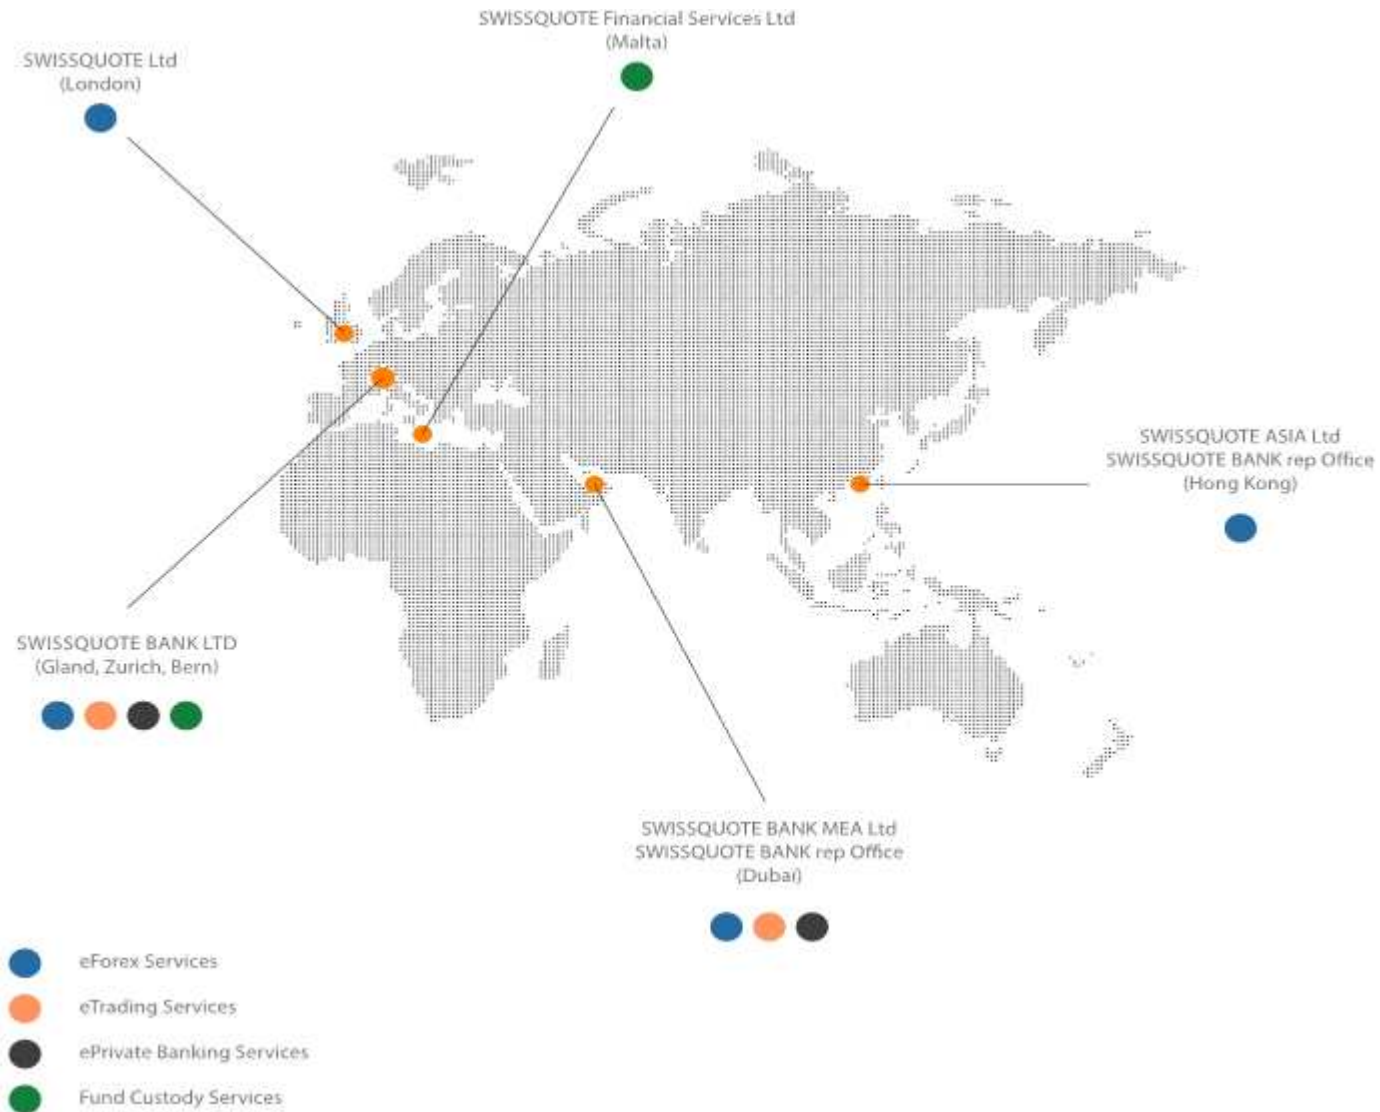 SWISSQUOTE Financial Services Ltd
(Malta)
SWISSQUOTE Ltd
(London)
SWISSQUOTE ASIA Ltd
SWISSQUOTE BANK rep Office
(Hong Kong)
SWISSQUOTE BANK LTD
(Gland, Zurich, Bern)
SWISSQUOTE BANK MEA Ltd
SWISSQUOTE BANK rep Office
(Dubai)
eForex Services
eTrading Services
ePrivate Banking Services
Fund Custody Services